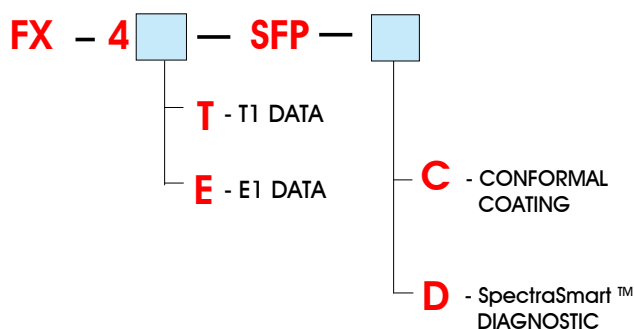 FX – 4 — SFP —
T - T1 DATA
E - E1 DATA
C - CONFORMAL
COATING
D - SpectraSmart ™
DIAGNOSTIC